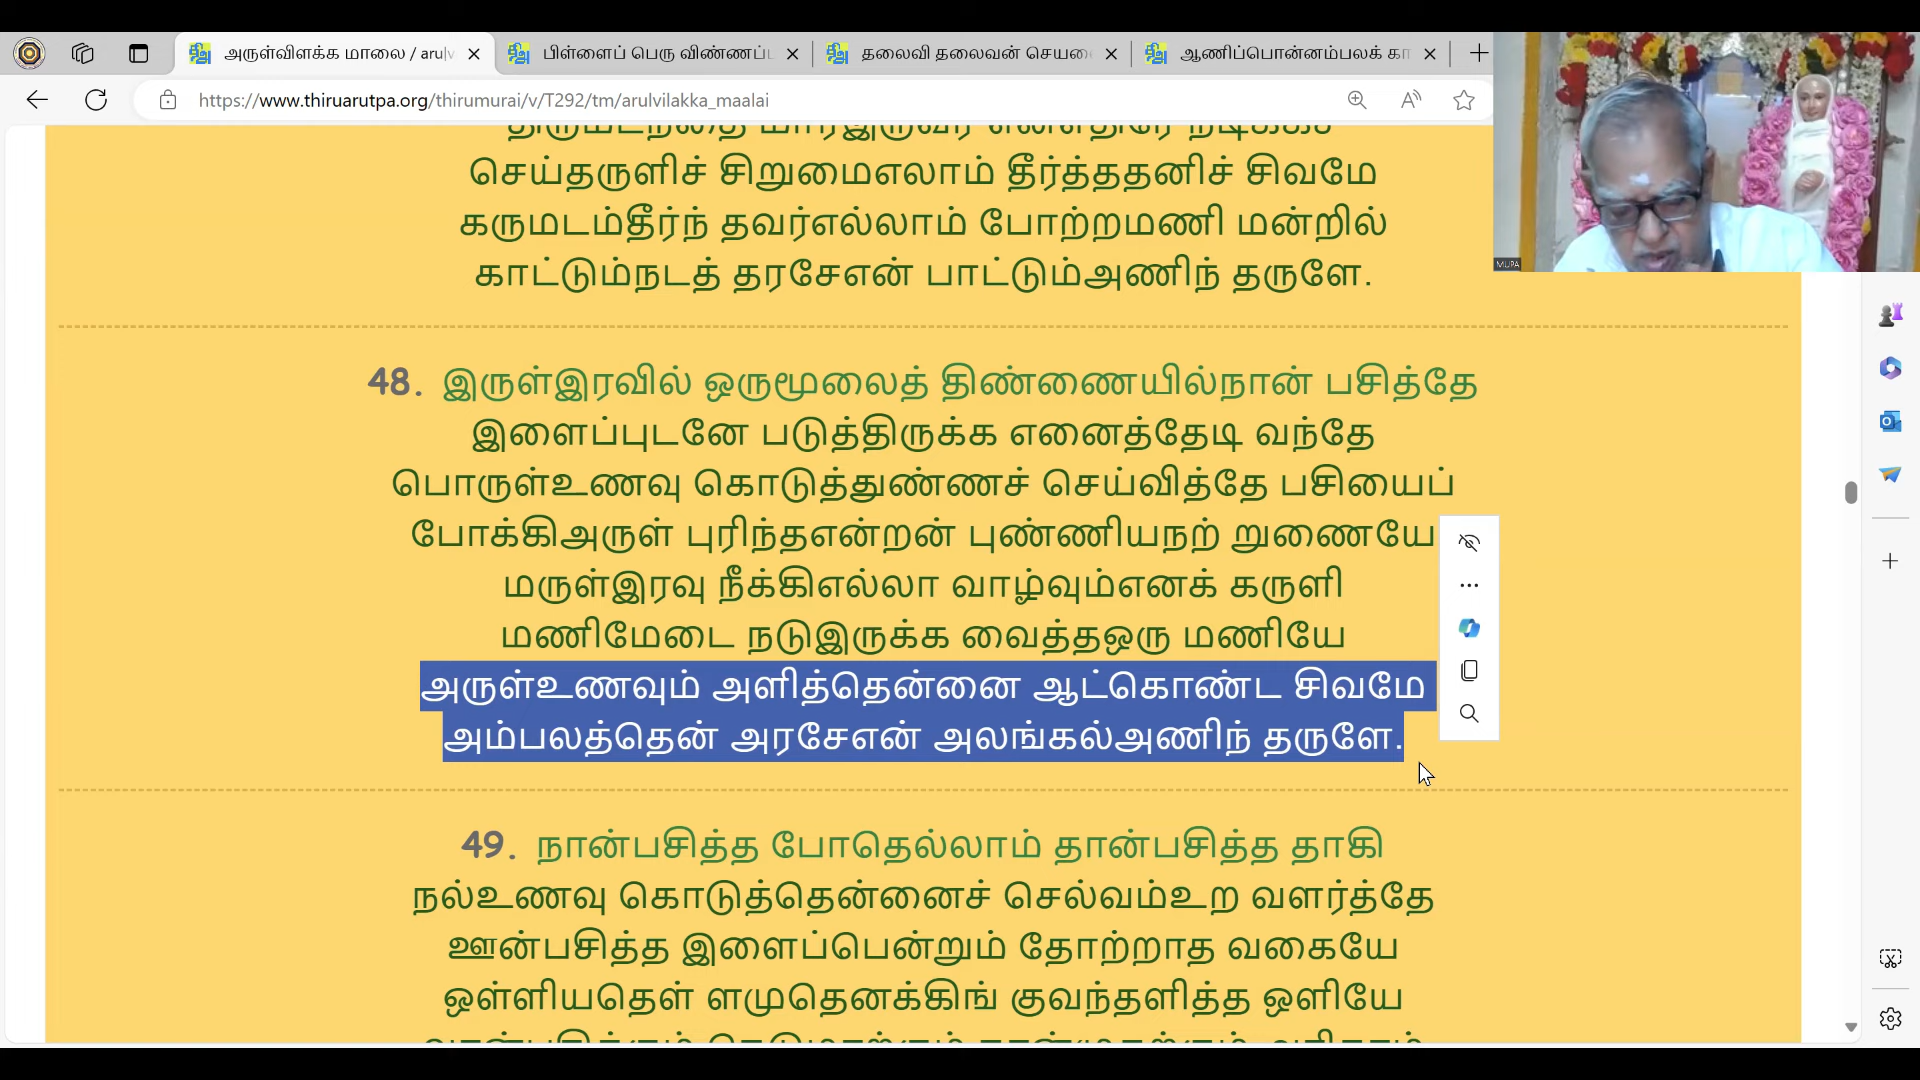 அருள்விளக்க மாலை / arulv
பிள்ளைப் பெரு விண்ணப்ப
தலைவி தலைவன் செயலை
ஆணிப்பொன்னம்பலக் கா
https://www.thiruarutpa.org/thirumurai/v/T292/tm/arulvilakka_maalai
MUPA
செய்தருளிச் சிறுமைஎலாம் தீர்த்ததனிச் சிவமே
கருமடம்தீர்ந் தவர்எல்லாம் போற்றமணி மன்றில்
காட்டும்நடத் தரசேஎன் பாட்டும்அணிந் தருளே.
48. இருள்இரவில் ஒருமூலைத் திண்ணையில்நான் பசித்தே
இளைப்புடனே படுத்திருக்க எனைத்தேடி வந்தே
பொருள்உணவு கொடுத்துண்ணச் செய்வித்தே பசியைப்
போக்கிஅருள் புரிந்தஎன்றன் புண்ணியநற் றுணையே
மருள்இரவு நீக்கிஎல்லா வாழ்வும்எனக் கருளி
மணிமேடை நடுஇருக்க வைத்தஒரு மணியே
அருள்உணவும் அளித்தென்னை ஆட்கொண்ட சிவமே
அம்பலத்தென் அரசேஎன் அலங்கல்அணிந் தருளே.
49. நான்பசித்த போதெல்லாம் தான்பசித்த தாகி
நல்உணவு கொடுத்தென்னைச் செல்வம்உற வளர்த்தே
ஊன்பசித்த இளைப்பென்றும் தோற்றாத வகையே
ஒள்ளியதெள் ளமுதெனக்கிங் குவந்தளித்த ஒளியே